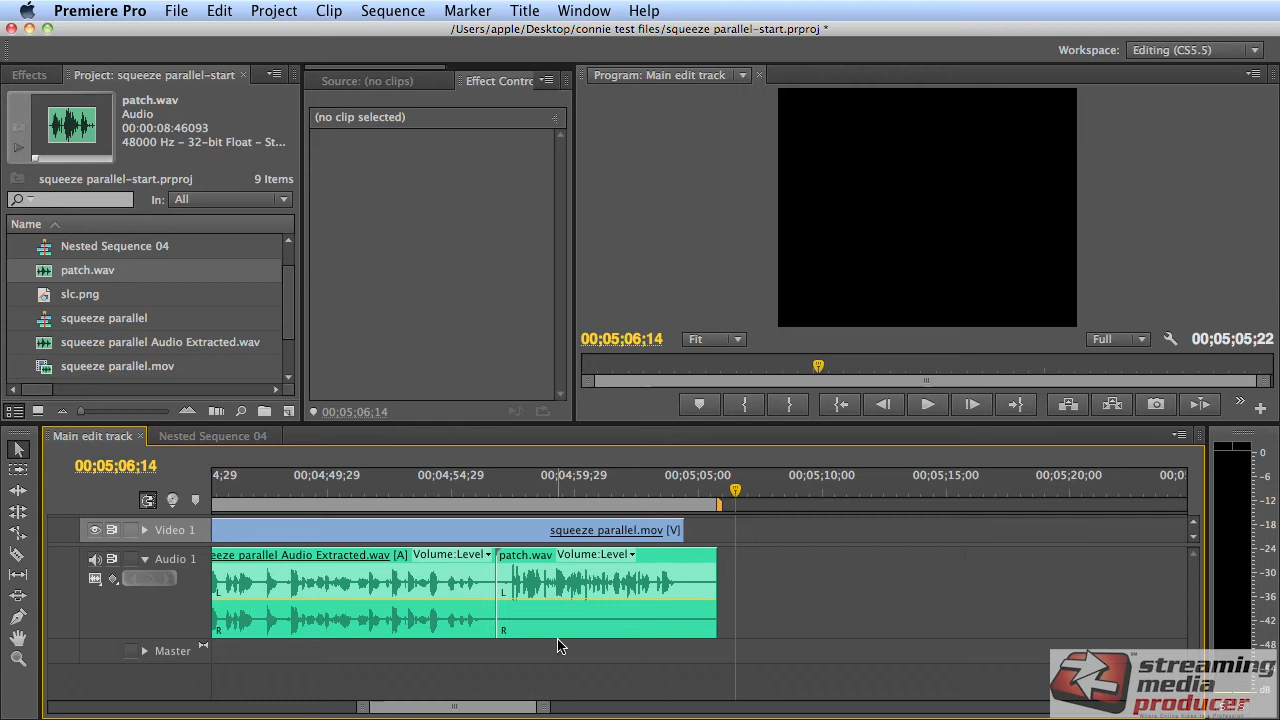 Premiere Pro File Edit Project Clip Sequence Marker Title Window Help
/Users/apple/Desktop/connie test files/squeeze parallel-start.prproj *
Workspace: Editing (CS5.5)
Effects Project: squeeze parallel-start × Source: (no clips) Effect Contro Program: Main edit track ×
patch.wav
Audio
00:00:08:46093
48000 Hz - 32-bit Float - St...
(no clip selected)
squeeze parallel-start.prproj 9 Items
In: All
Name
Nested Sequence 04
patch.wav
slc.png
squeeze parallel
squeeze parallel Audio Extracted.wav
squeeze parallel.mov
00:05:06:14 Fit Full 00;05;05;22
00;05;06;14
Main edit track × Nested Sequence 04
00:05:06:14
4;29 00;04;49;29 00;04;54;29 00;04;59;29 00;05;05;00 00;05;10;00 00;05;15;00 00;05;20;00 00;05
Video 1 squeeze parallel.mov [V]
Audio 1 eeze parallel Audio Extracted.wav [A] Volume:Level patch.wav Volume:Level
L L
R R
Master
0
-6
-12
-18
-24
-30
-36
-42
-48
-54
dB
S S
streaming
media
producer
Where Online Video Is a Profession